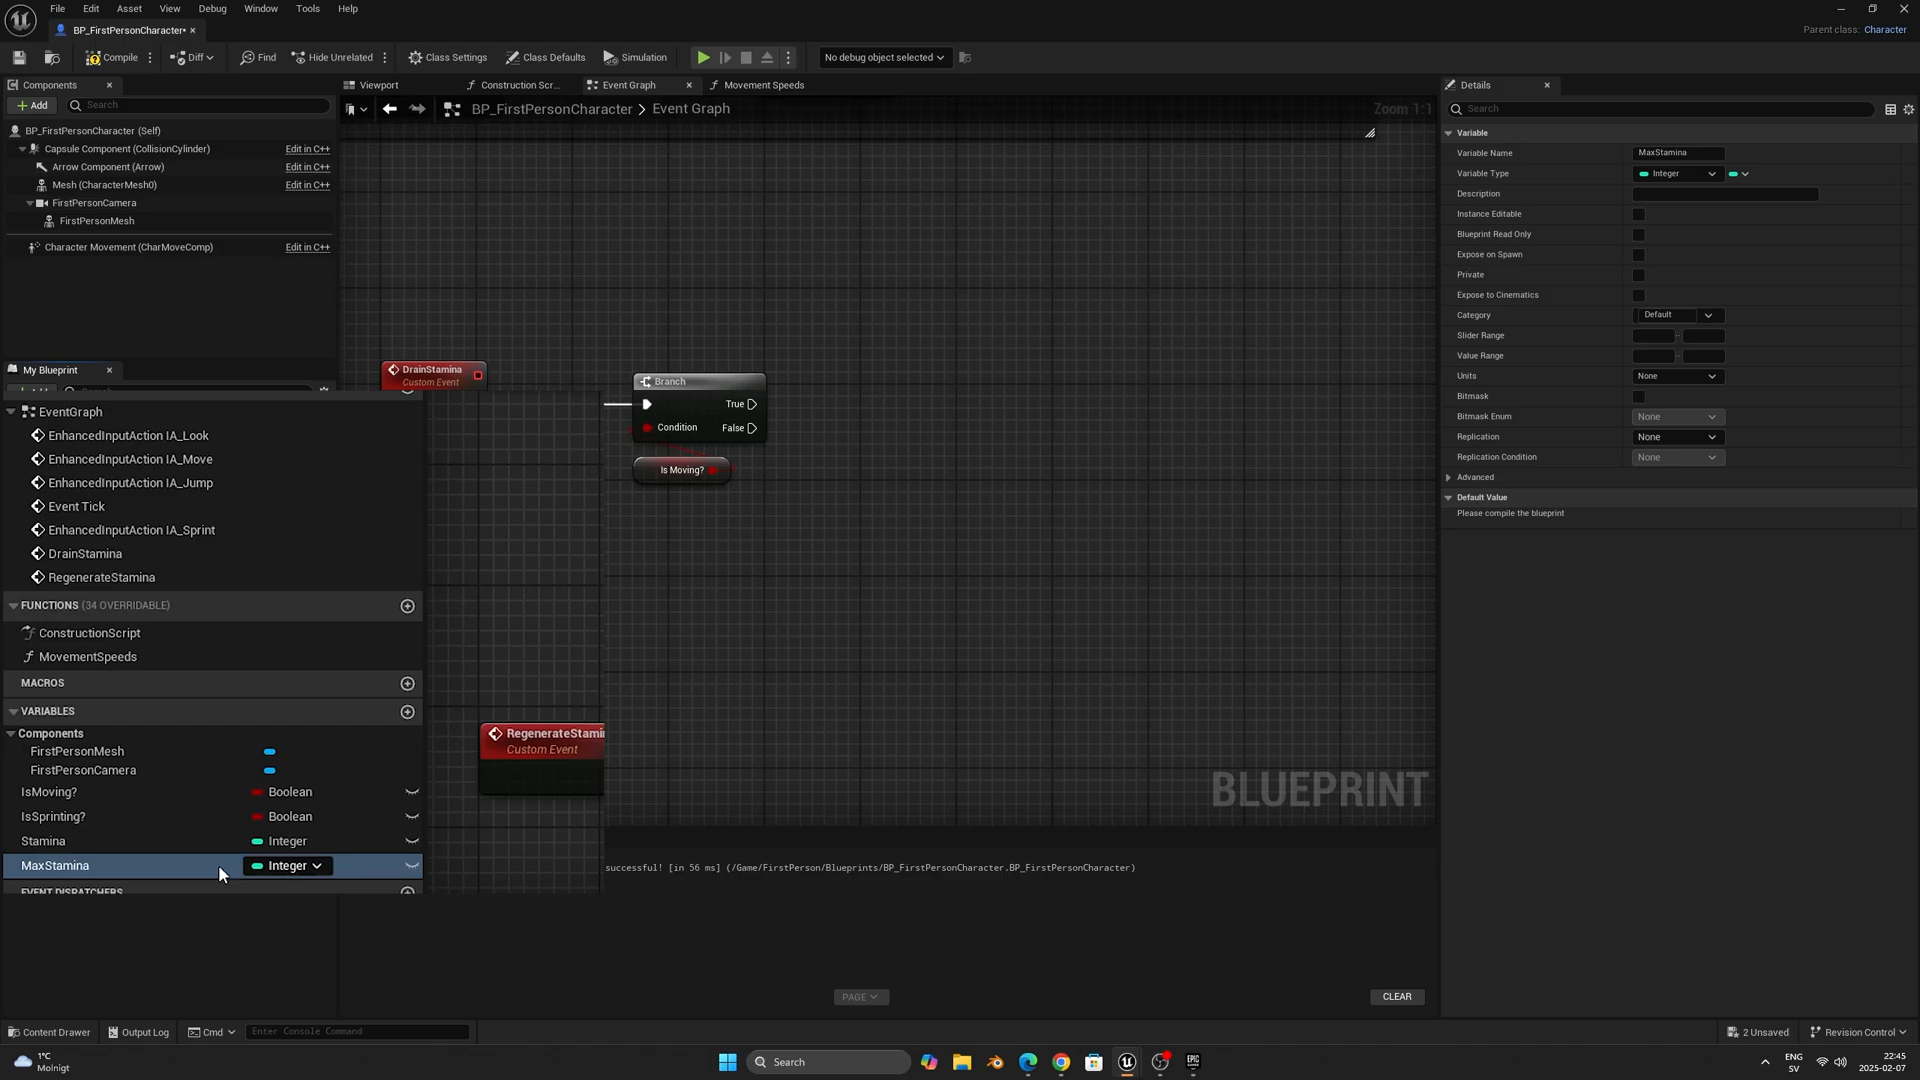 File Edit Asset View Debug Window Tools Help
BP_FirstPersonCharacter*
Parent class: Character
Compile
Diff
Find
Hide Unrelated
Class Settings
Class Defaults
Simulation
No debug object selected
Components
Add
Search
BP_FirstPersonCharacter (Self)
Capsule Component (CollisionCylinder) Edit in C++
Arrow Component (Arrow) Edit in C++
Mesh (CharacterMesh0) Edit in C++
FirstPersonCamera
FirstPersonMesh
Character Movement (CharMoveComp) Edit in C++
My Blueprint
EventGraph
EnhancedInputAction IA_Look
EnhancedInputAction IA_Move
EnhancedInputAction IA_Jump
Event Tick
EnhancedInputAction IA_Sprint
DrainStamina
RegenerateStamina
FUNCTIONS (34 OVERRIDABLE)
ConstructionScript
MovementSpeeds
MACROS
VARIABLES
Components
FirstPersonMesh
FirstPersonCamera
IsMoving? Boolean
IsSprinting? Boolean
Stamina Integer
MaxStamina Integer
EVENT DISPATCHERS
Viewport
Construction Scr...
Event Graph
Movement Speeds
BP_FirstPersonCharacter > Event Graph
Zoom 1:1
DrainStamina
Custom Event
Branch
True
Condition False
Is Moving?
RegenerateStamin
Custom Event
BLUEPRINT
successful! [in 56 ms] (/Game/FirstPerson/Blueprints/BP_FirstPersonCharacter.BP_FirstPersonCharacter)
PAGE
CLEAR
Details
Search
Variable
Variable Name MaxStamina
Variable Type Integer
Description
Instance Editable
Blueprint Read Only
Expose on Spawn
Private
Expose to Cinematics
Category Default
Slider Range
Value Range
Units None
Bitmask
Bitmask Enum None
Replication None
Replication Condition None
Advanced
Default Value
Please compile the blueprint
Content Drawer
Output Log
Cmd
Enter Console Command
2 Unsaved
Revision Control
1°C
Molnigt
Search
EPIC
ENG
SV
22:45
2025-02-07